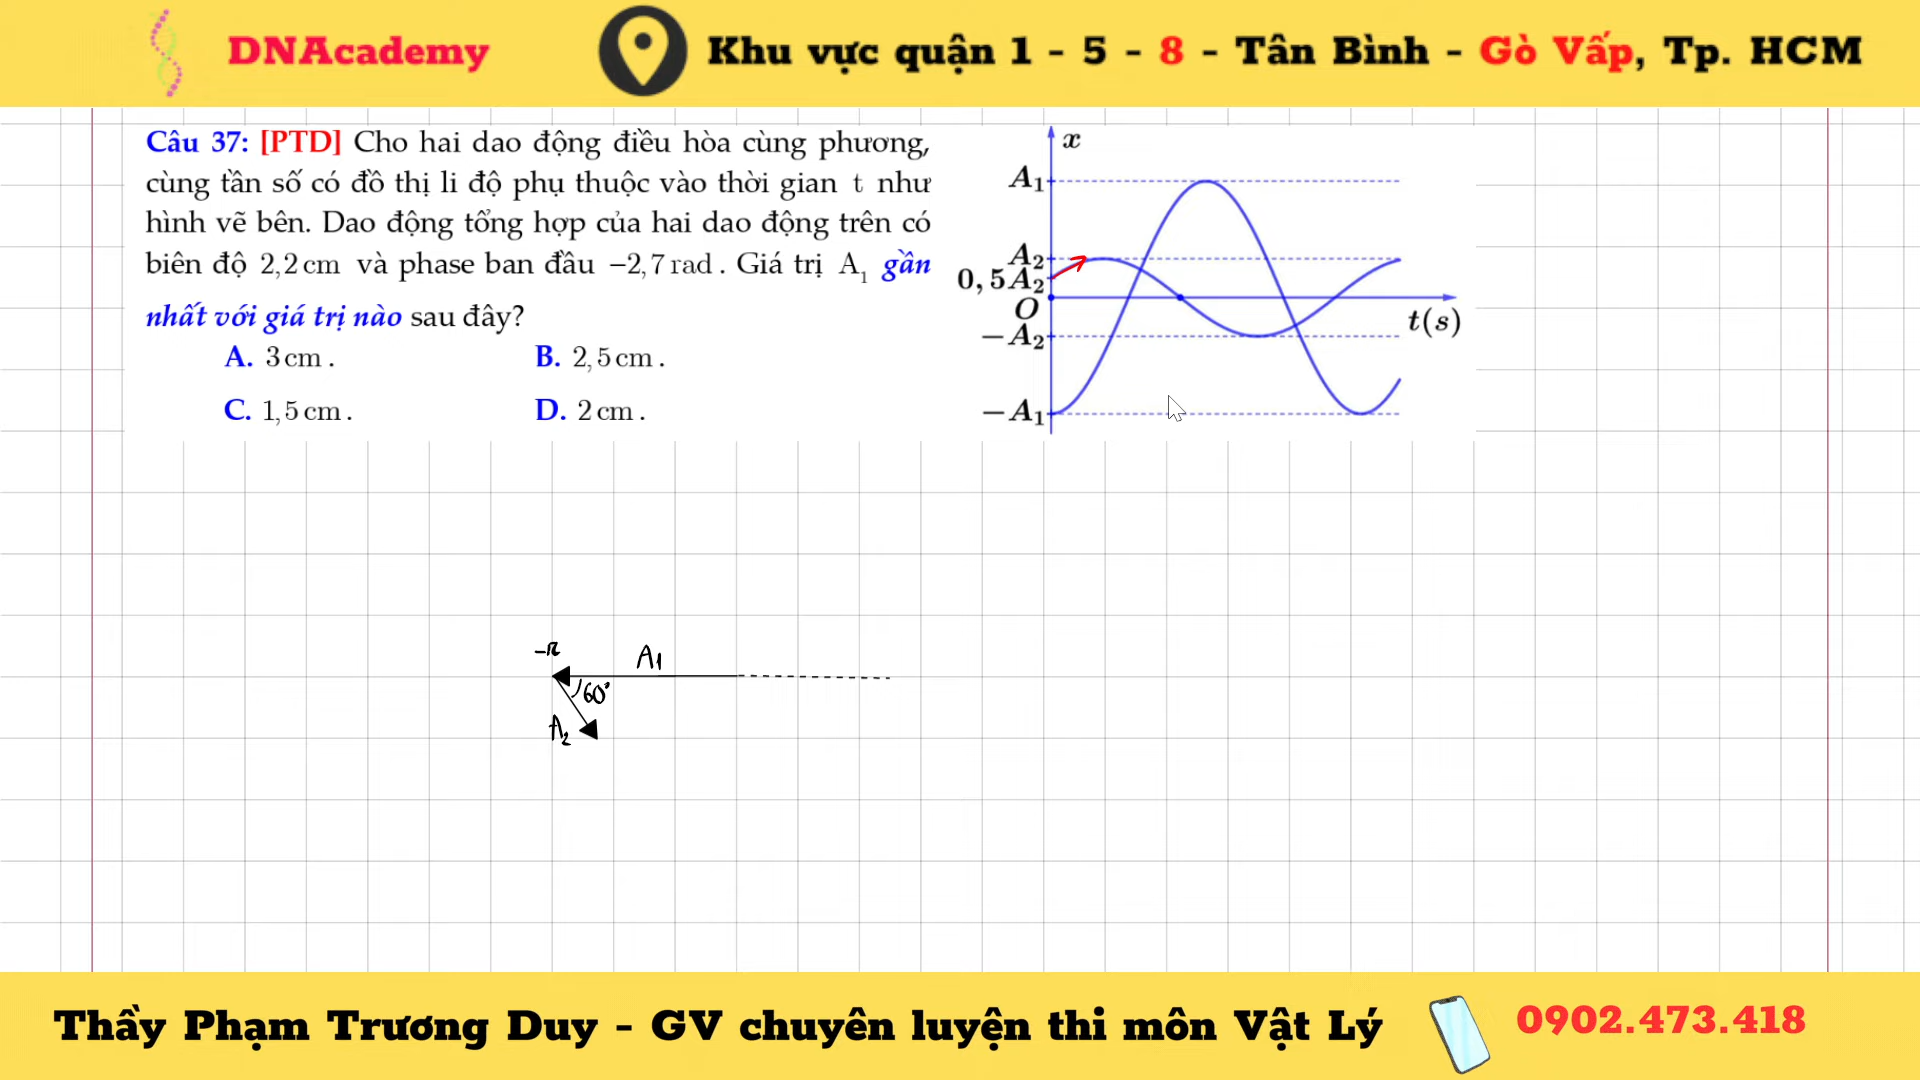 DNAcademy
Khu vực quận 1 - 5 - 8 - Tân Bình - Gò Vấp, Tp. HCM
Câu 37: [PTD] Cho hai dao động điều hòa cùng phương,
cùng tần số có đồ thị li độ phụ thuộc vào thời gian t như
hình vẽ bên. Dao động tổng hợp của hai dao động trên có
biên độ 2,2 cm và phase ban đầu −2,7 rad. Giá trị A₁ gần
nhất với giá trị nào sau đây?
A. 3 cm.
B. 2,5 cm.
C. 1,5 cm.
D. 2 cm.
x
A₁
A₂
0,5A₂
O
t(s)
−A₂
−A₁
-π
A₁
60°
A₂
Thầy Phạm Trương Duy - GV chuyên luyện thi môn Vật Lý
0902.473.418